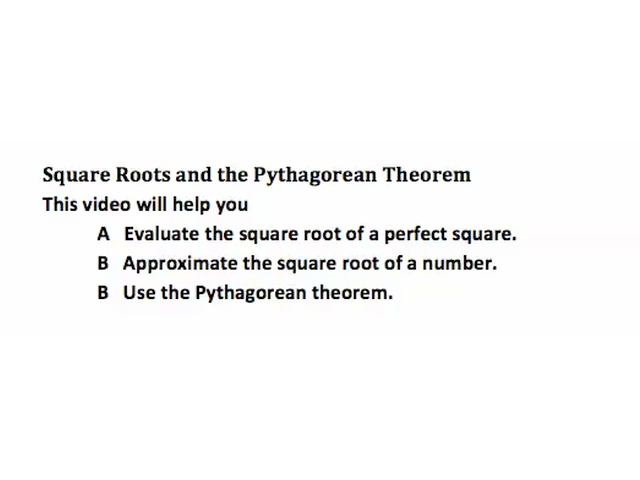 Square Roots and the Pythagorean Theorem
This video will help you
A Evaluate the square root of a perfect square.
B Approximate the square root of a number.
B Use the Pythagorean theorem.